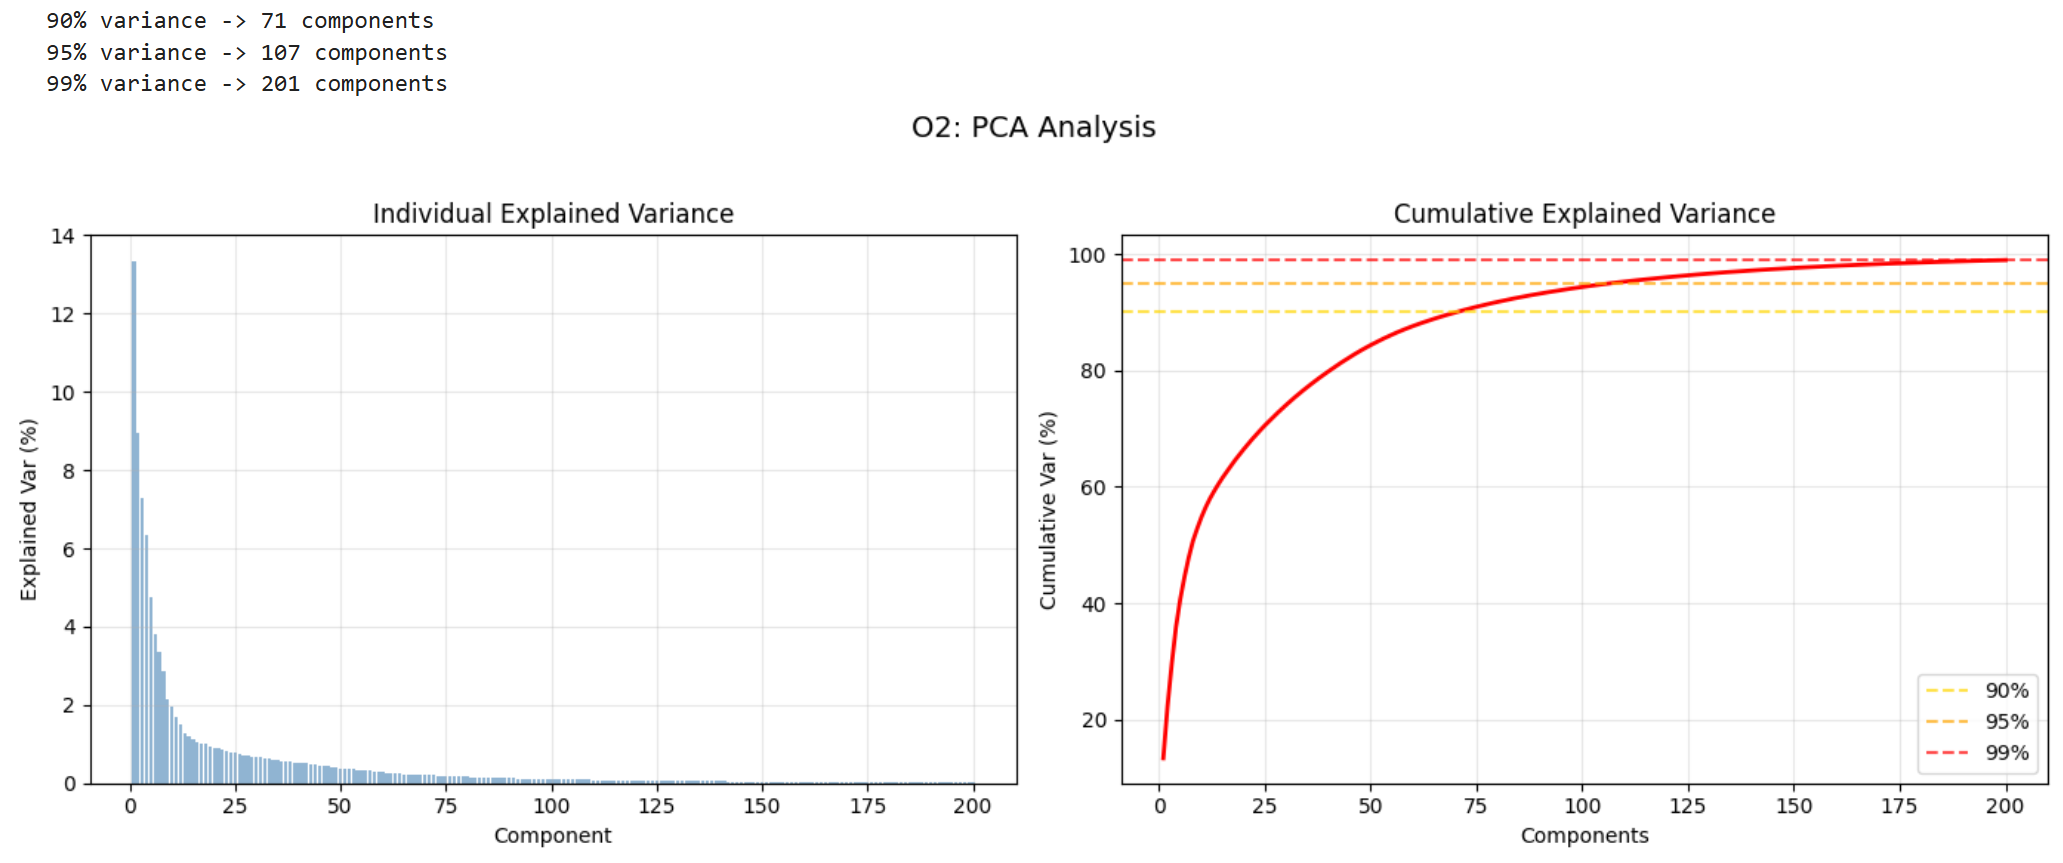 90% variance -> 71 components
95% variance -> 107 components
99% variance -> 201 components
O2: PCA Analysis
Individual Explained Variance
14
12
10
8
6
4
2
0
Explained Var (%)
0 25 50 75 100 125 150 175 200
Component
Cumulative Explained Variance
100
80
60
40
20
Cumulative Var (%)
90%
95%
99%
0 25 50 75 100 125 150 175 200
Components